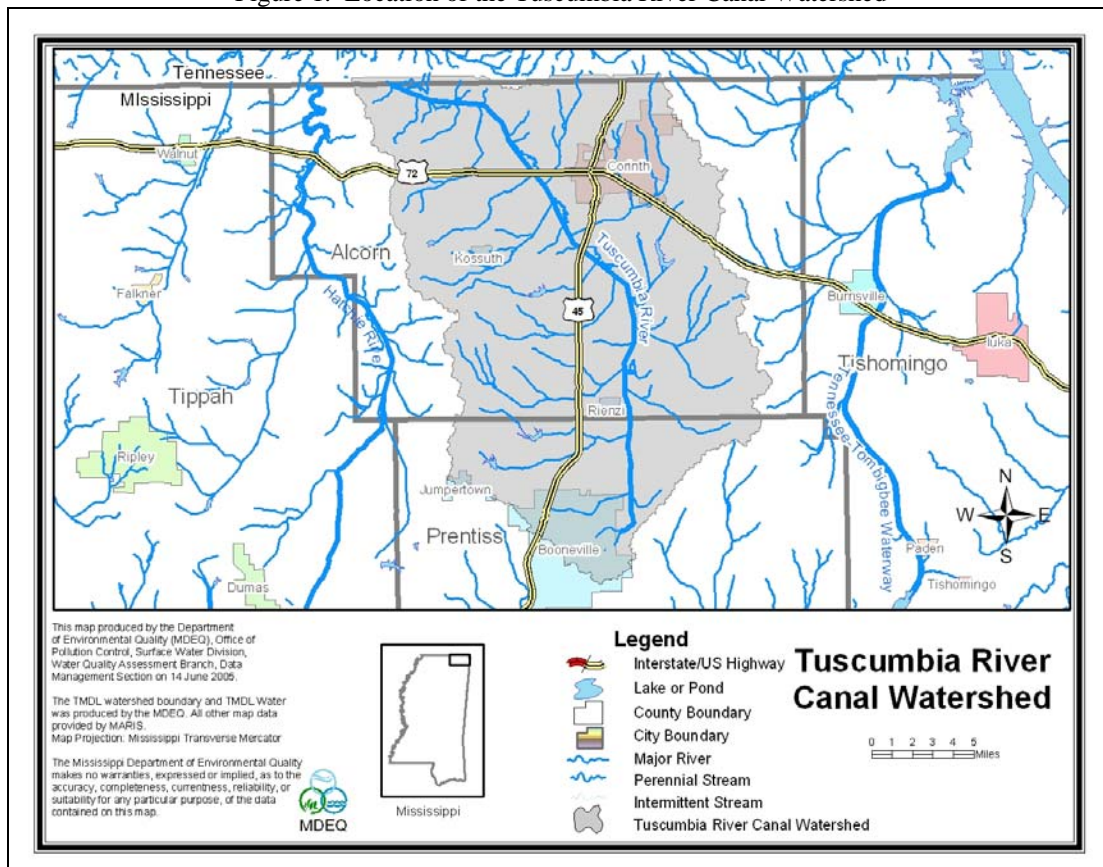 Figure 1. Location of the Tuscumbia River Canal Watershed
Tennessee
MIssissippi
Walnut
72
Corinth
Alcorn
Kossuth
Tuscumbia River
Falkner
Hatchie River
45
Burnsville
Iuka
Tishomingo
Tippah
Rienzi
Tennessee-Tombigbee Waterway
Ripley
Jumpertown
Prentiss
Booneville
Dumas
Paden
Tishomingo
N
W E
S
This map produced by the Department
of Environmental Quality (MDEQ), Office of
Pollution Control, Surface Water Division,
Water Quality Assessment Branch, Data
Management Section on 14 June 2005.
The TMDL watershed boundary and TMDL Water
was produced by the MDEQ. All other map data
provided by MARIS.
Map Projection: Mississippi Transverse Mercator
The Mississippi Department of Environmental Quality
makes no warranties, expressed or implied, as to the
accuracy, completeness, currentness, reliability, or
suitability for any particular purpose, of the data
contained on this map.
MDEQ
Mississippi
Legend
Interstate/US Highway
Lake or Pond
County Boundary
City Boundary
Major River
Perennial Stream
Intermittent Stream
Tuscumbia River Canal Watershed
Tuscumbia River
Canal Watershed
0 1 2 3 4 5
Miles